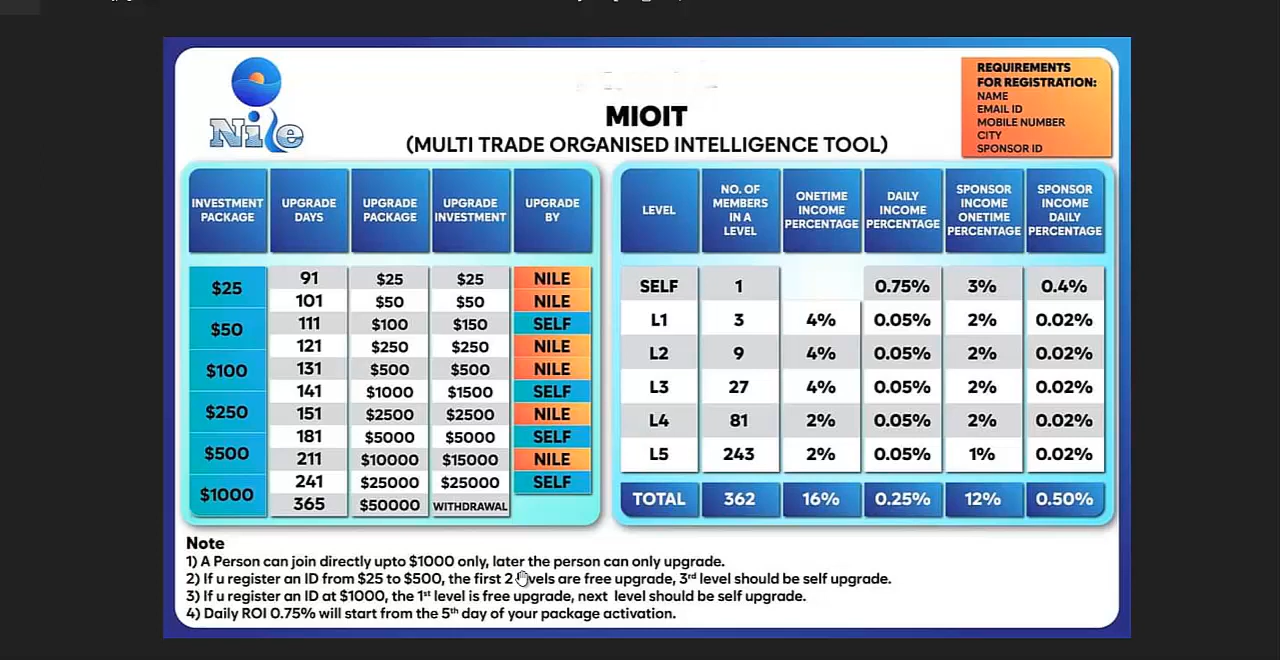 Nile
MIOIT
(MULTI TRADE ORGANISED INTELLIGENCE TOOL)
REQUIREMENTS
FOR REGISTRATION:
NAME
EMAIL ID
MOBILE NUMBER
CITY
SPONSOR ID
INVESTMENT PACKAGE UPGRADE DAYS UPGRADE PACKAGE UPGRADE INVESTMENT UPGRADE BY
$25
$50
$100
$250
$500
$1000
91 $25 $25 NILE
101 $50 $50 NILE
111 $100 $150 SELF
121 $250 $250 NILE
131 $500 $500 NILE
141 $1000 $1500 SELF
151 $2500 $2500 NILE
181 $5000 $5000 SELF
211 $10000 $15000 NILE
241 $25000 $25000 SELF
365 $50000 WITHDRAWAL
LEVEL NO. OF MEMBERS IN A LEVEL ONETIME INCOME PERCENTAGE DAILY INCOME PERCENTAGE SPONSOR INCOME ONETIME PERCENTAGE SPONSOR INCOME DAILY PERCENTAGE
SELF 1 0.75% 3% 0.4%
L1 3 4% 0.05% 2% 0.02%
L2 9 4% 0.05% 2% 0.02%
L3 27 4% 0.05% 2% 0.02%
L4 81 2% 0.05% 2% 0.02%
L5 243 2% 0.05% 1% 0.02%
TOTAL 362 16% 0.25% 12% 0.50%
Note
1) A Person can join directly upto $1000 only, later the person can only upgrade.
2) If u register an ID from $25 to $500, the first 2 levels are free upgrade, 3rd level should be self upgrade.
3) If u register an ID at $1000, the 1st level is free upgrade, next level should be self upgrade.
4) Daily ROI 0.75% will start from the 5th day of your package activation.